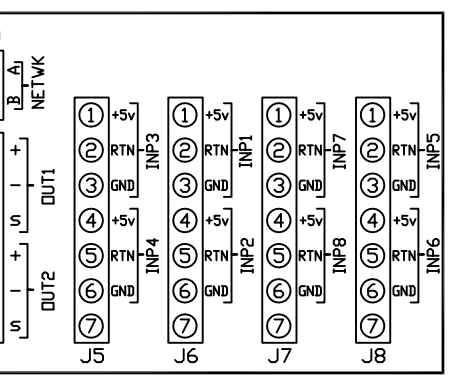 A
B
NETWK
+
–
S
OUT1
+
–
S
OUT2
1 +5v
2 RTN
3 GND
INP3
4 +5v
5 RTN
6 GND
INP4
7
J5
1 +5v
2 RTN
3 GND
INP1
4 +5v
5 RTN
6 GND
INP2
7
J6
1 +5v
2 RTN
3 GND
INP7
4 +5v
5 RTN
6 GND
INP8
7
J7
1 +5v
2 RTN
3 GND
INP5
4 +5v
5 RTN
6 GND
INP6
7
J8